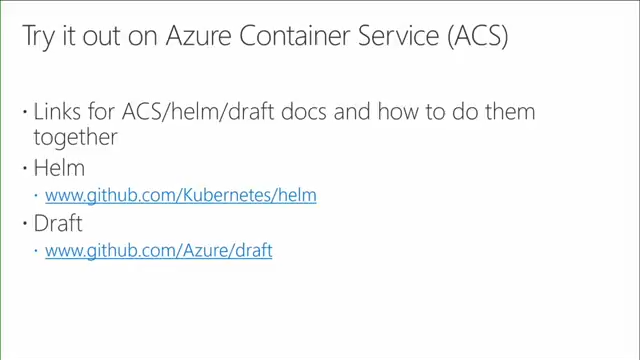 Try it out on Azure Container Service (ACS)
· Links for ACS/helm/draft docs and how to do them
together
· Helm
· www.github.com/Kubernetes/helm
· Draft
· www.github.com/Azure/draft